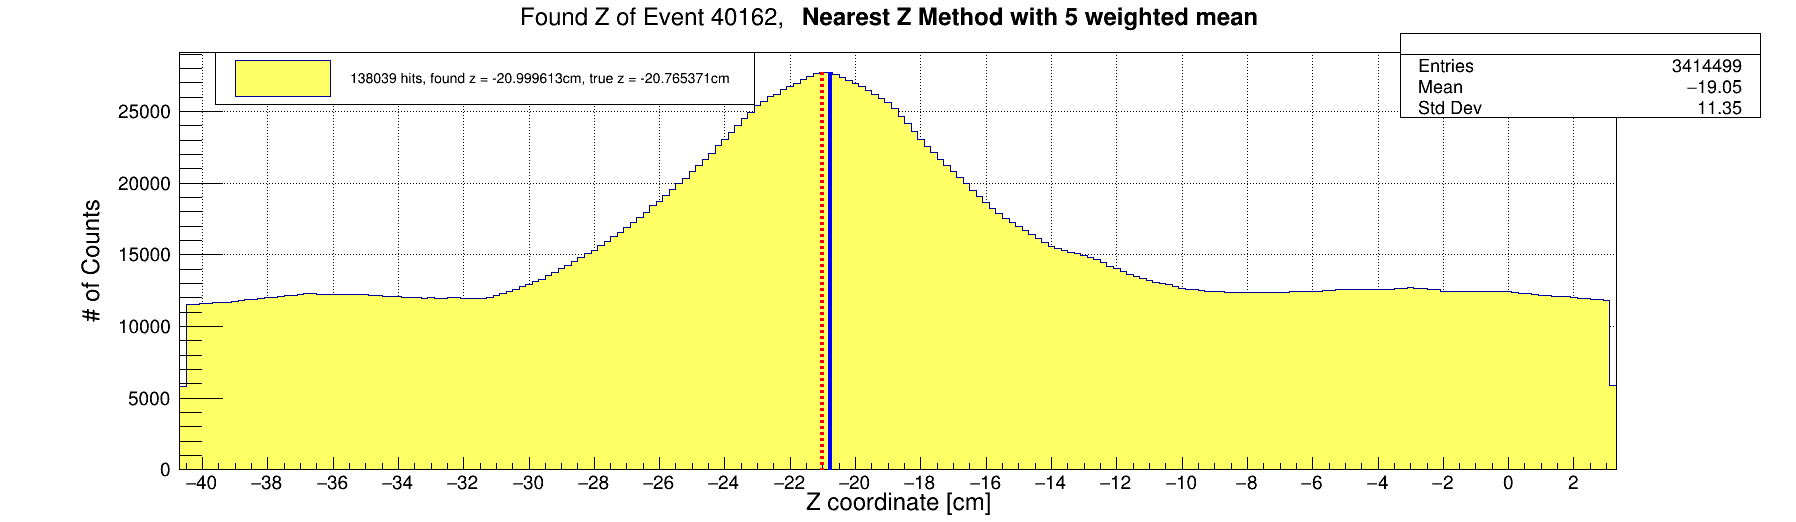 Found Z of Event 40162, Nearest Z Method with 5 weighted mean
138039 hits, found z = -20.999613cm, true z = -20.765371cm
Entries 3414499
Mean −19.05
Std Dev 11.35
# of Counts
25000
20000
15000
10000
5000
0
−40 −38 −36 −34 −32 −30 −28 −26 −24 −22 −20 −18 −16 −14 −12 −10 −8 −6 −4 −2 0 2
Z coordinate [cm]